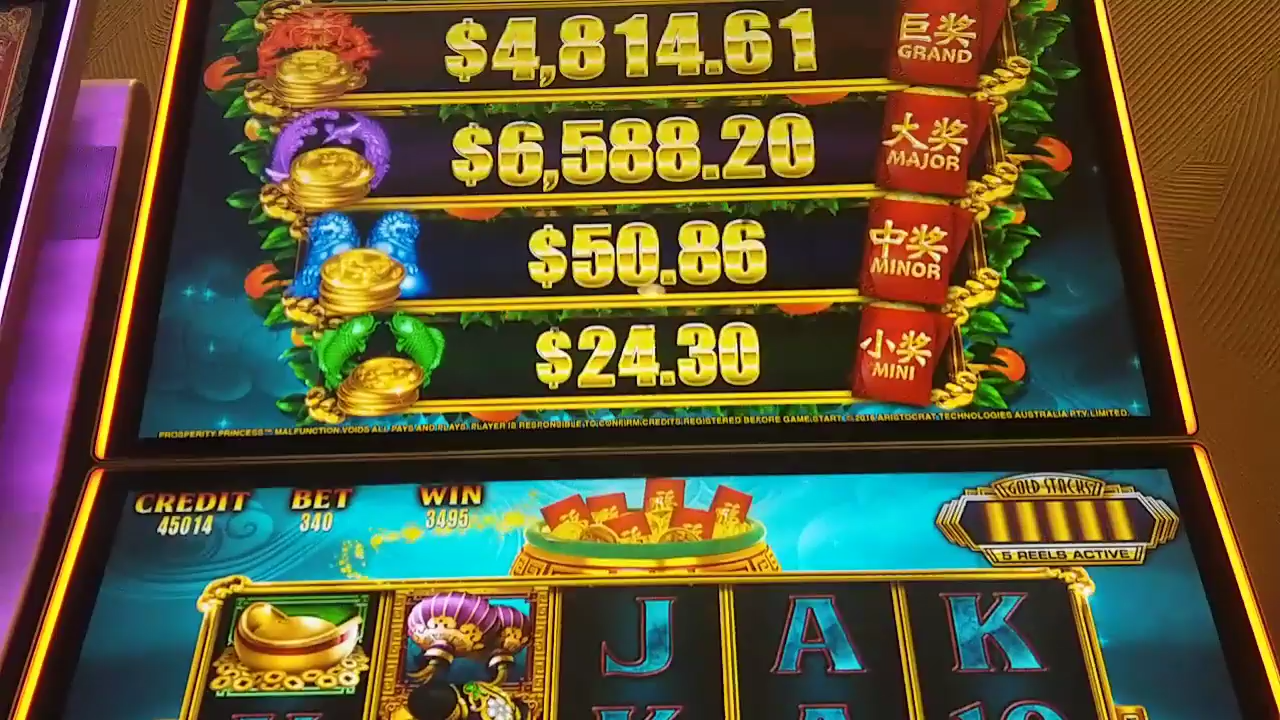 $4,814.61
巨奖
GRAND
$6,588.20
大奖
MAJOR
$50.86
中奖
MINOR
$24.30
小奖
MINI
PROSPERITY PRINCESS™ MALFUNCTION VOIDS ALL PAYS AND PLAYS. PLAYER IS RESPONSIBLE TO CONFIRM CREDITS REGISTERED BEFORE GAME START. © 2016 ARISTOCRAT TECHNOLOGIES AUSTRALIA PTY LIMITED.
CREDIT BET WIN
45014 340 3495
GOLD STACKS!
5 REELS ACTIVE
J A K
A 10